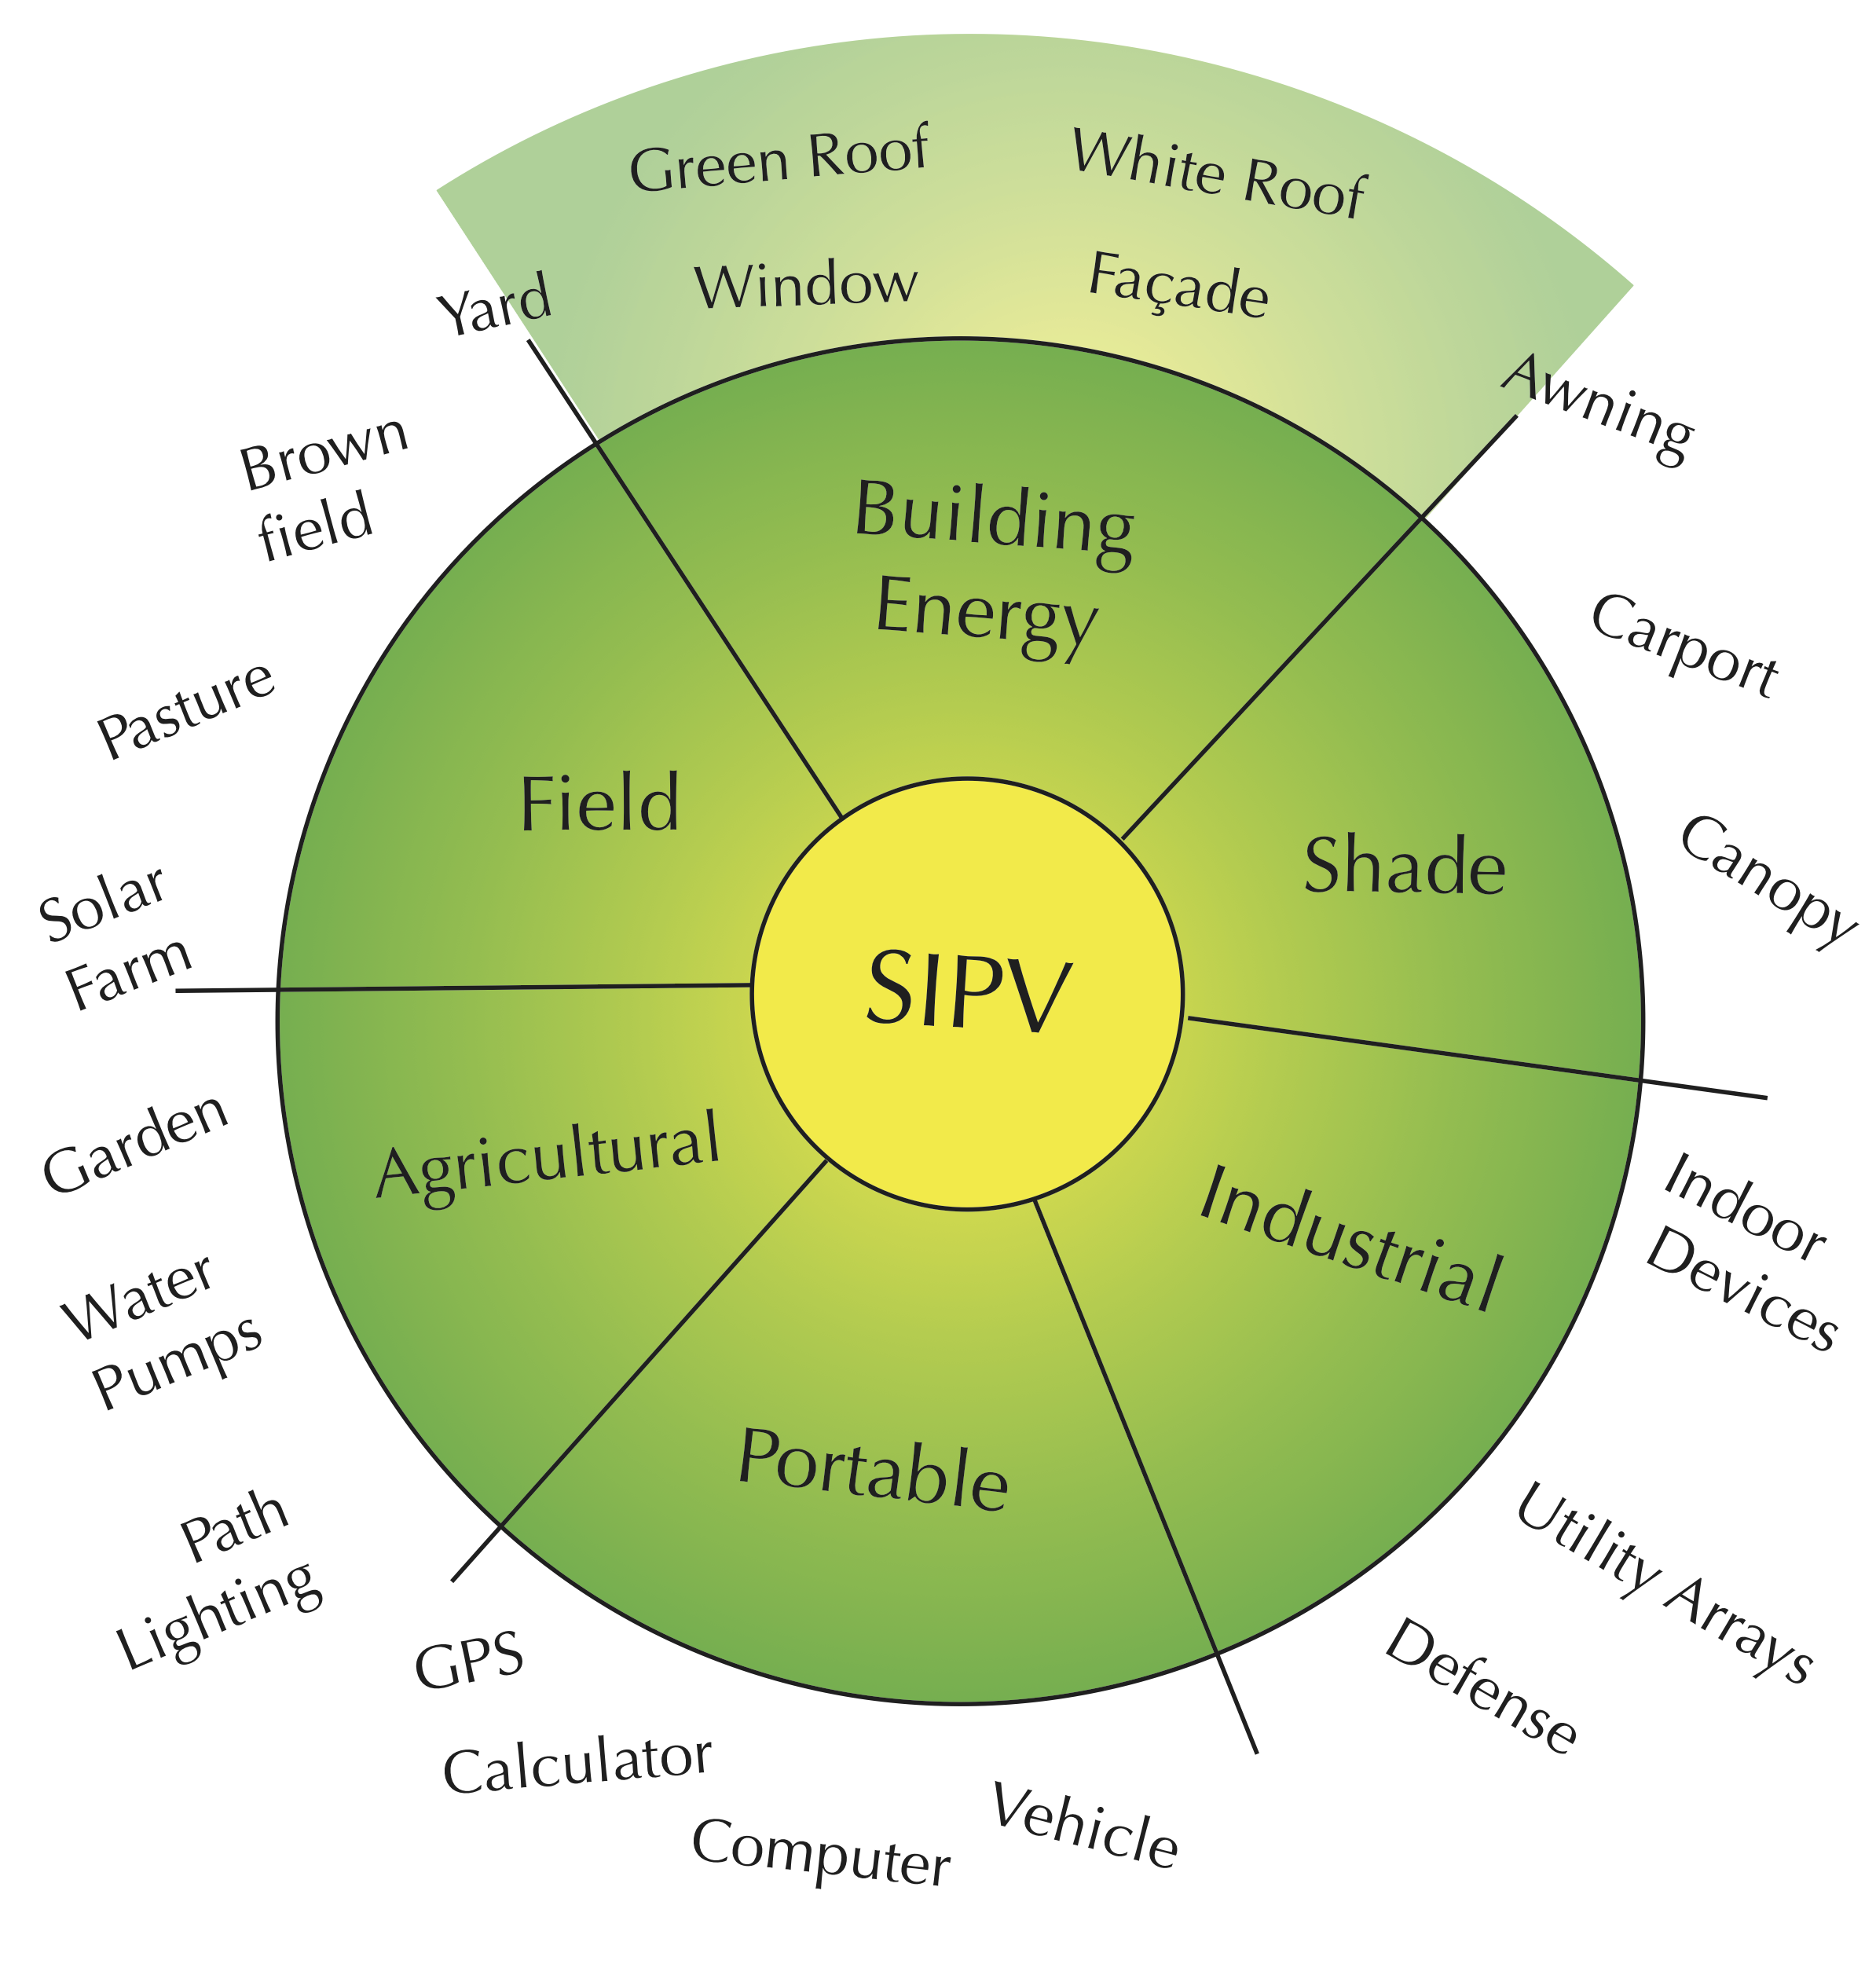 Green Roof
White Roof
Window
Façade
Yard
Awning
Brown
field
Building
Energy
Carport
Pasture
Field
Shade
Canopy
Solar
Farm
SIPV
Garden
Agricultural
Industrial
Indoor
Devices
Water
Pumps
Portable
Path
Lighting
Utility Arrays
GPS
Defense
Calculator
Computer
Vehicle